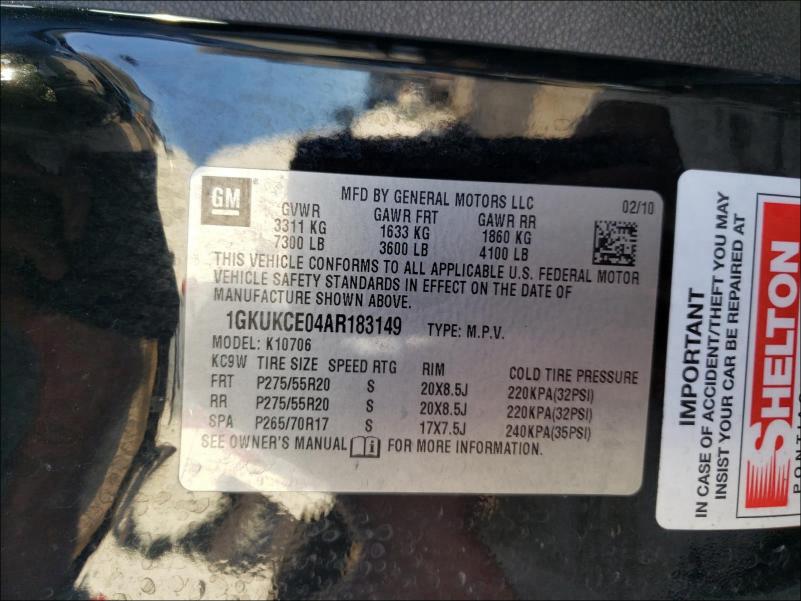 GM
MFD BY GENERAL MOTORS LLC
02/10
GVWR GAWR FRT GAWR RR
3311 KG 1633 KG 1860 KG
7300 LB 3600 LB 4100 LB
THIS VEHICLE CONFORMS TO ALL APPLICABLE U.S. FEDERAL MOTOR
VEHICLE SAFETY STANDARDS IN EFFECT ON THE DATE OF
MANUFACTURE SHOWN ABOVE.
1GKUKCE04AR183149 TYPE: M.P.V.
MODEL: K10706
KC9W TIRE SIZE SPEED RTG RIM COLD TIRE PRESSURE
FRT P275/55R20 S 20X8.5J 220KPA(32PSI)
RR P275/55R20 S 20X8.5J 220KPA(32PSI)
SPA P265/70R17 S 17X7.5J 240KPA(35PSI)
SEE OWNER'S MANUAL i FOR MORE INFORMATION.
IMPORTANT
IN CASE OF ACCIDENT/THEFT YOU MAY
INSIST YOUR CAR BE REPAIRED AT
SHELTON